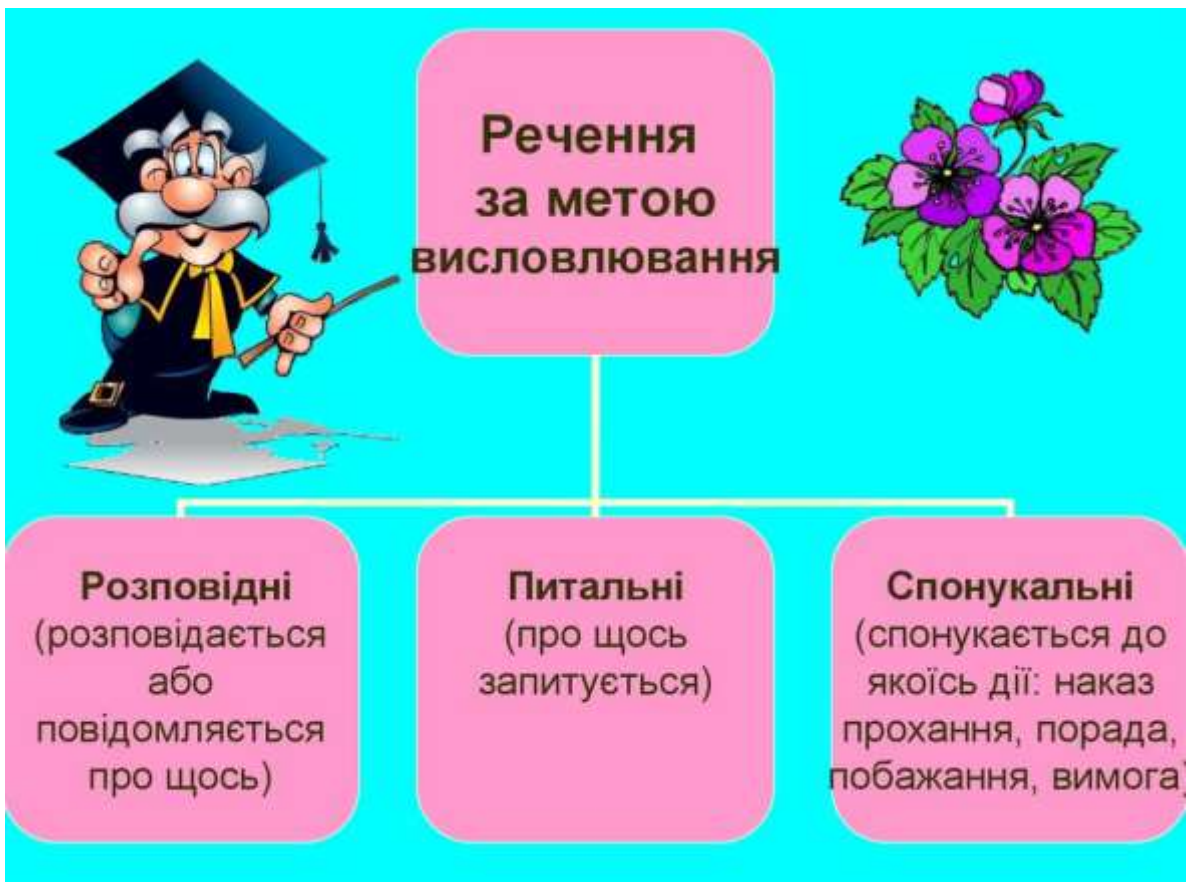 Речення
за метою
висловлювання
Розповідні
(розповідається
або
повідомляється
про щось)
Питальні
(про щось
запитується)
Спонукальні
(спонукається до
якоїсь дії: наказ
прохання, порада,
побажання, вимога)